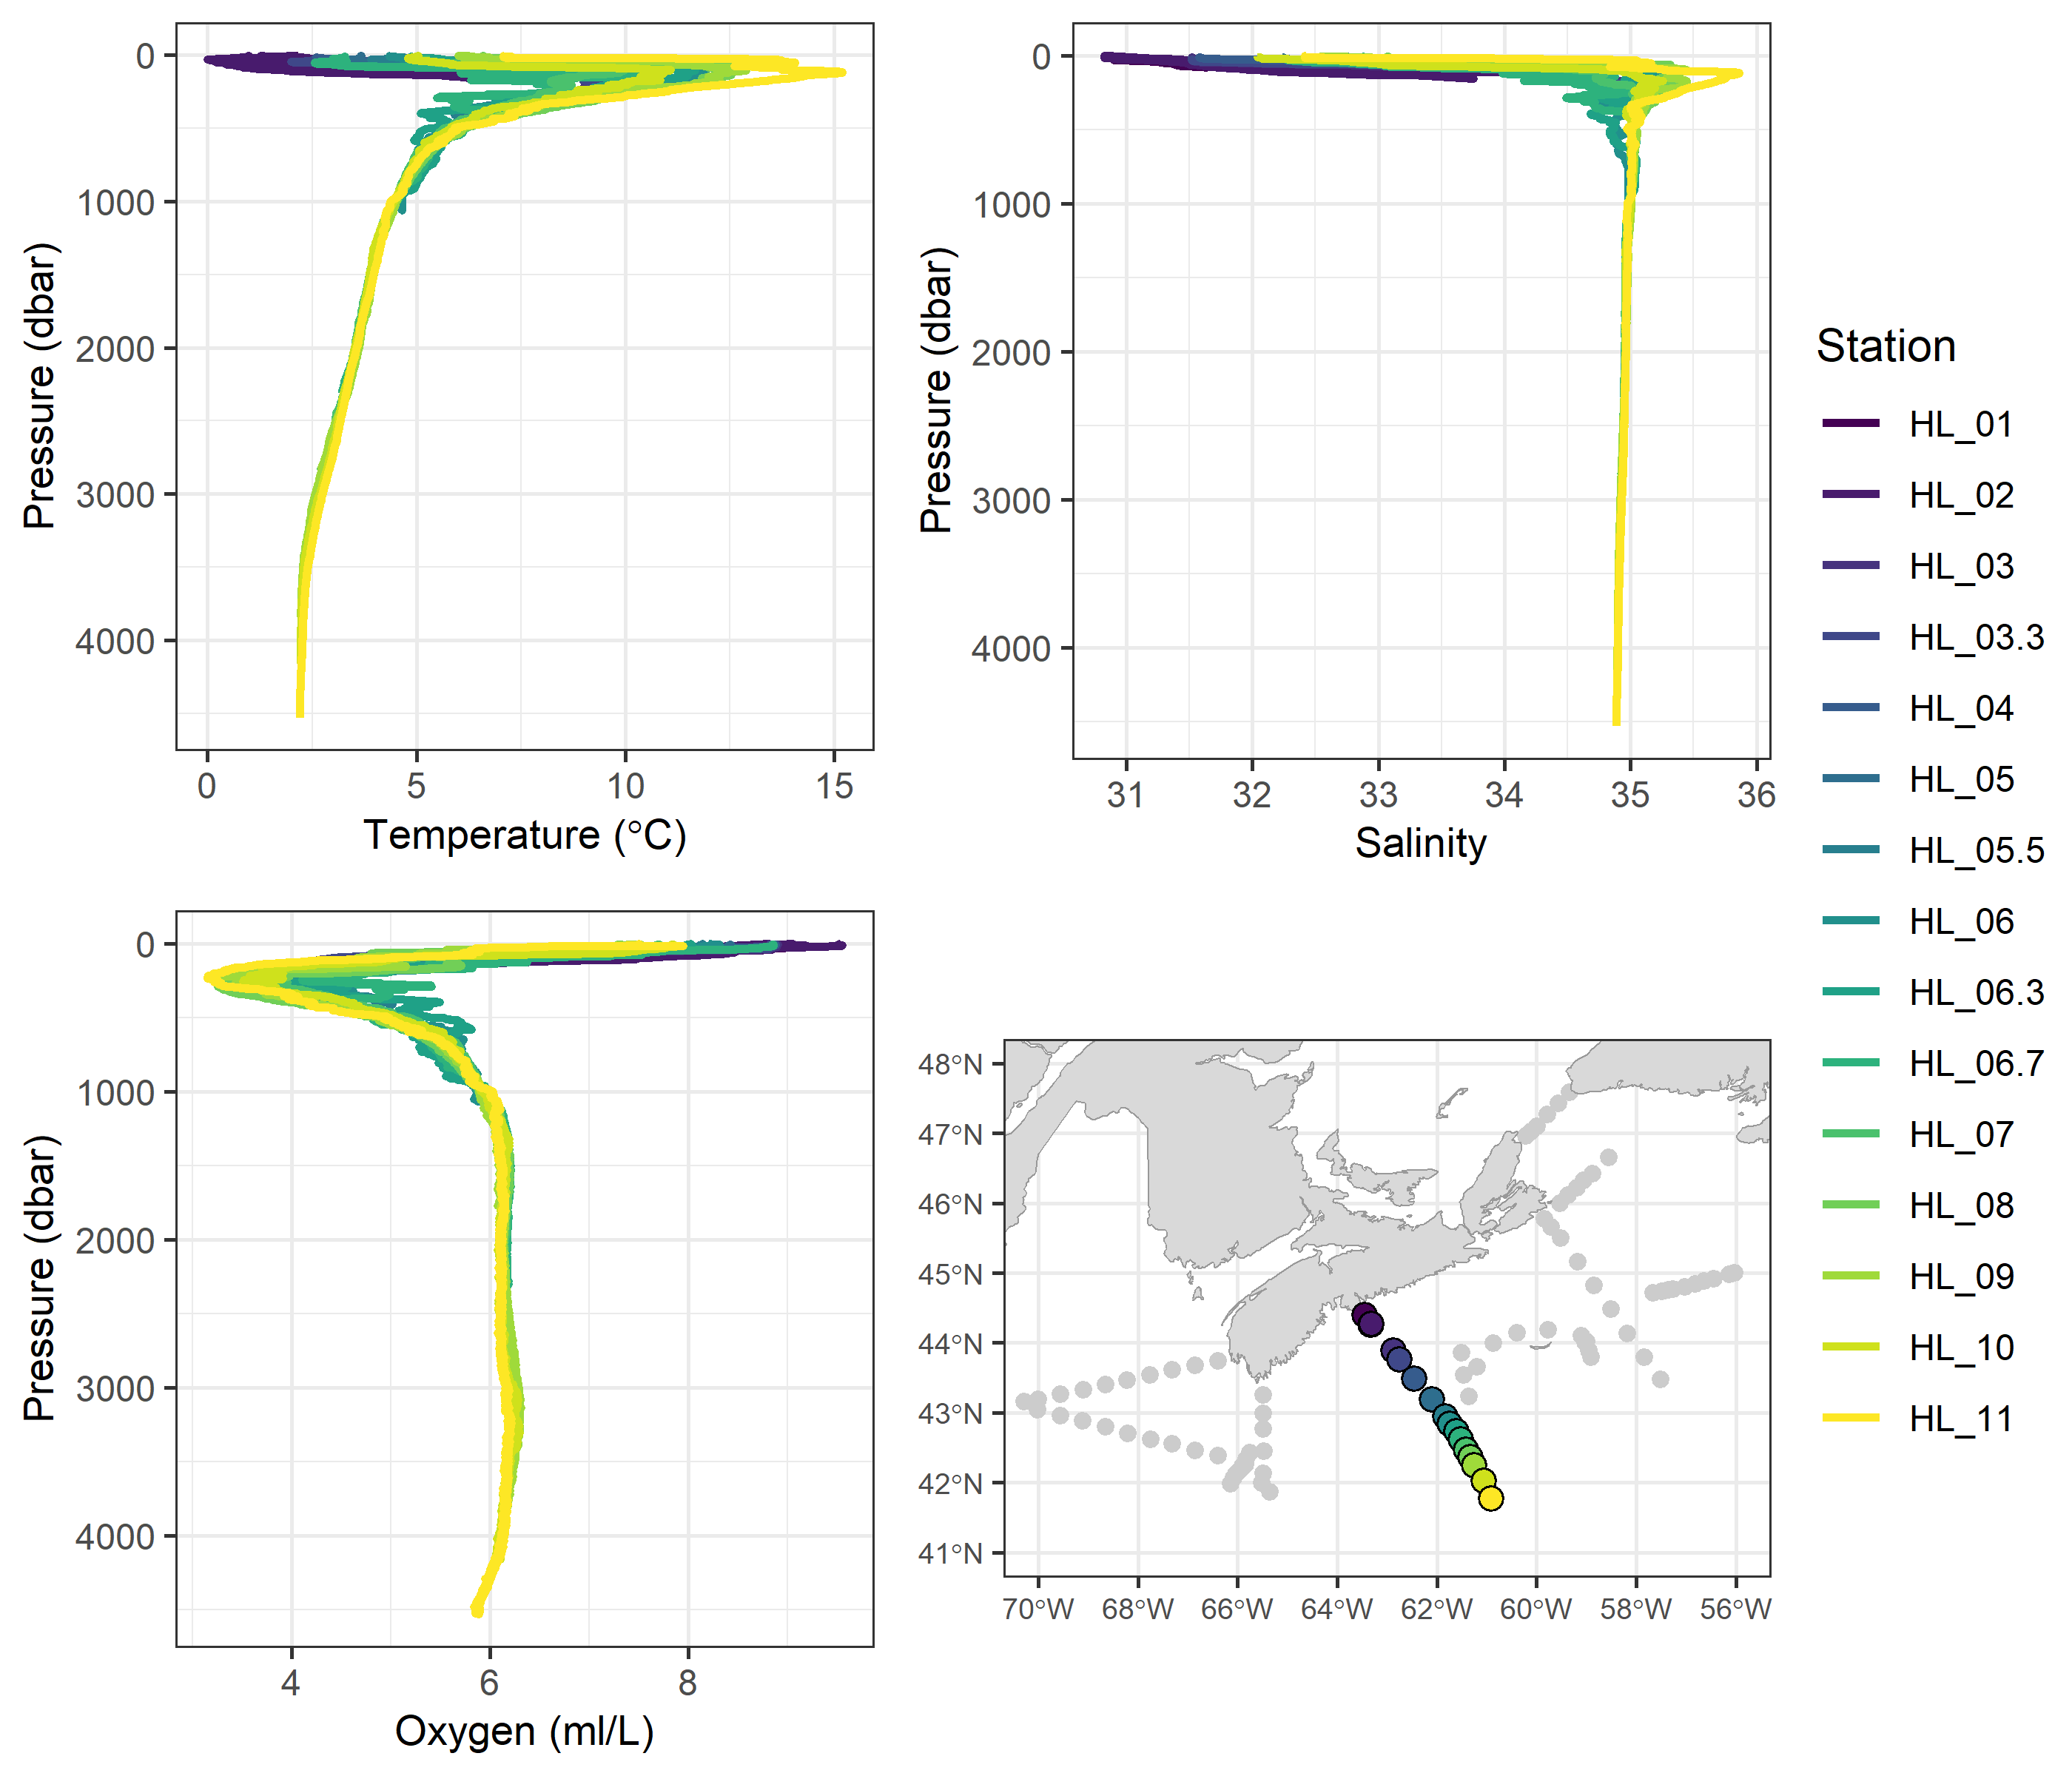 0
1000
2000
3000
4000
Pressure (dbar)
0
5
10
15
Temperature (°C)
0
1000
2000
3000
4000
Pressure (dbar)
31
32
33
34
35
36
Salinity
0
1000
2000
3000
4000
Pressure (dbar)
4
6
8
Oxygen (ml/L)
48°N
47°N
46°N
45°N
44°N
43°N
42°N
41°N
70°W
68°W
66°W
64°W
62°W
60°W
58°W
56°W
Station
HL_01
HL_02
HL_03
HL_03.3
HL_04
HL_05
HL_05.5
HL_06
HL_06.3
HL_06.7
HL_07
HL_08
HL_09
HL_10
HL_11